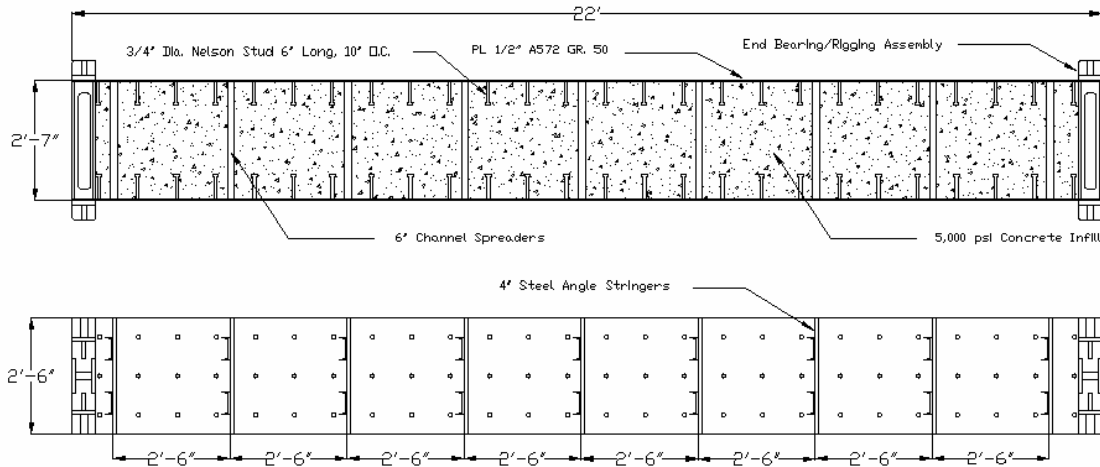 22'
3/4" Dia. Nelson Stud 6" Long, 10" O.C.
PL 1/2" A572 GR. 50
End Bearing/Rigging Assembly
2'-7"
6" Channel Spreaders
5,000 psi Concrete Infill
4" Steel Angle Stringers
2'-6"
2'-6" 2'-6" 2'-6" 2'-6" 2'-6" 2'-6" 2'-6" 2'-6"